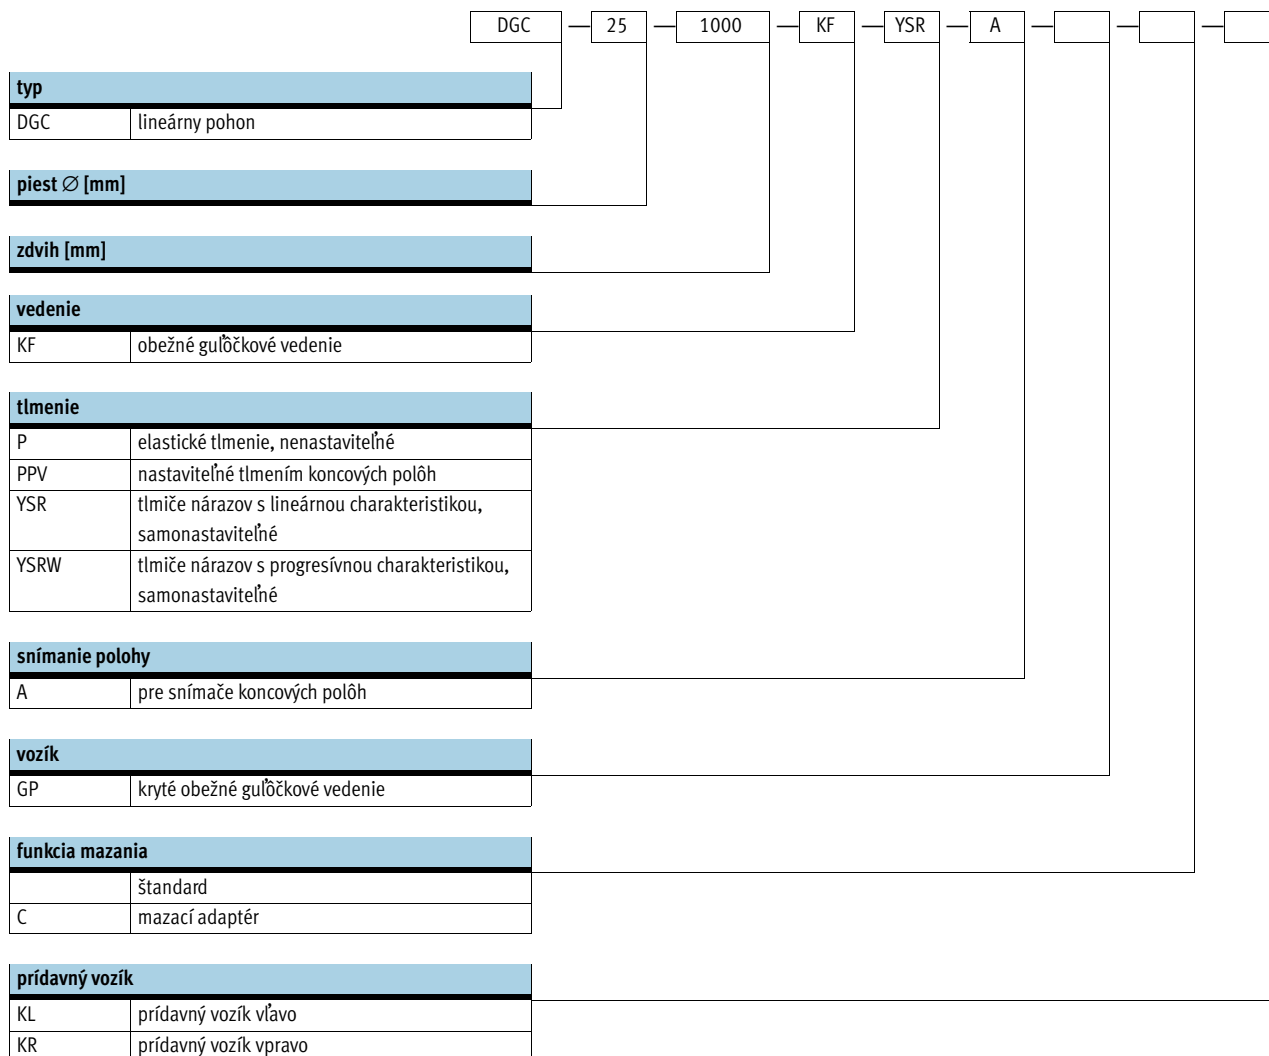 DGC — 25 — 1000 — KF — YSR — A — — —
typ
DGC lineárny pohon
piest ∅ [mm]
zdvih [mm]
vedenie
KF obežné guľôčkové vedenie
tlmenie
P elastické tlmenie, nenastaviteľné
PPV nastaviteľné tlmením koncových polôh
YSR tlmiče nárazov s lineárnou charakteristikou,
samonastaviteľné
YSRW tlmiče nárazov s progresívnou charakteristikou,
samonastaviteľné
snímanie polohy
A pre snímače koncových polôh
vozík
GP kryté obežné guľôčkové vedenie
funkcia mazania
štandard
C mazací adaptér
prídavný vozík
KL prídavný vozík vľavo
KR prídavný vozík vpravo